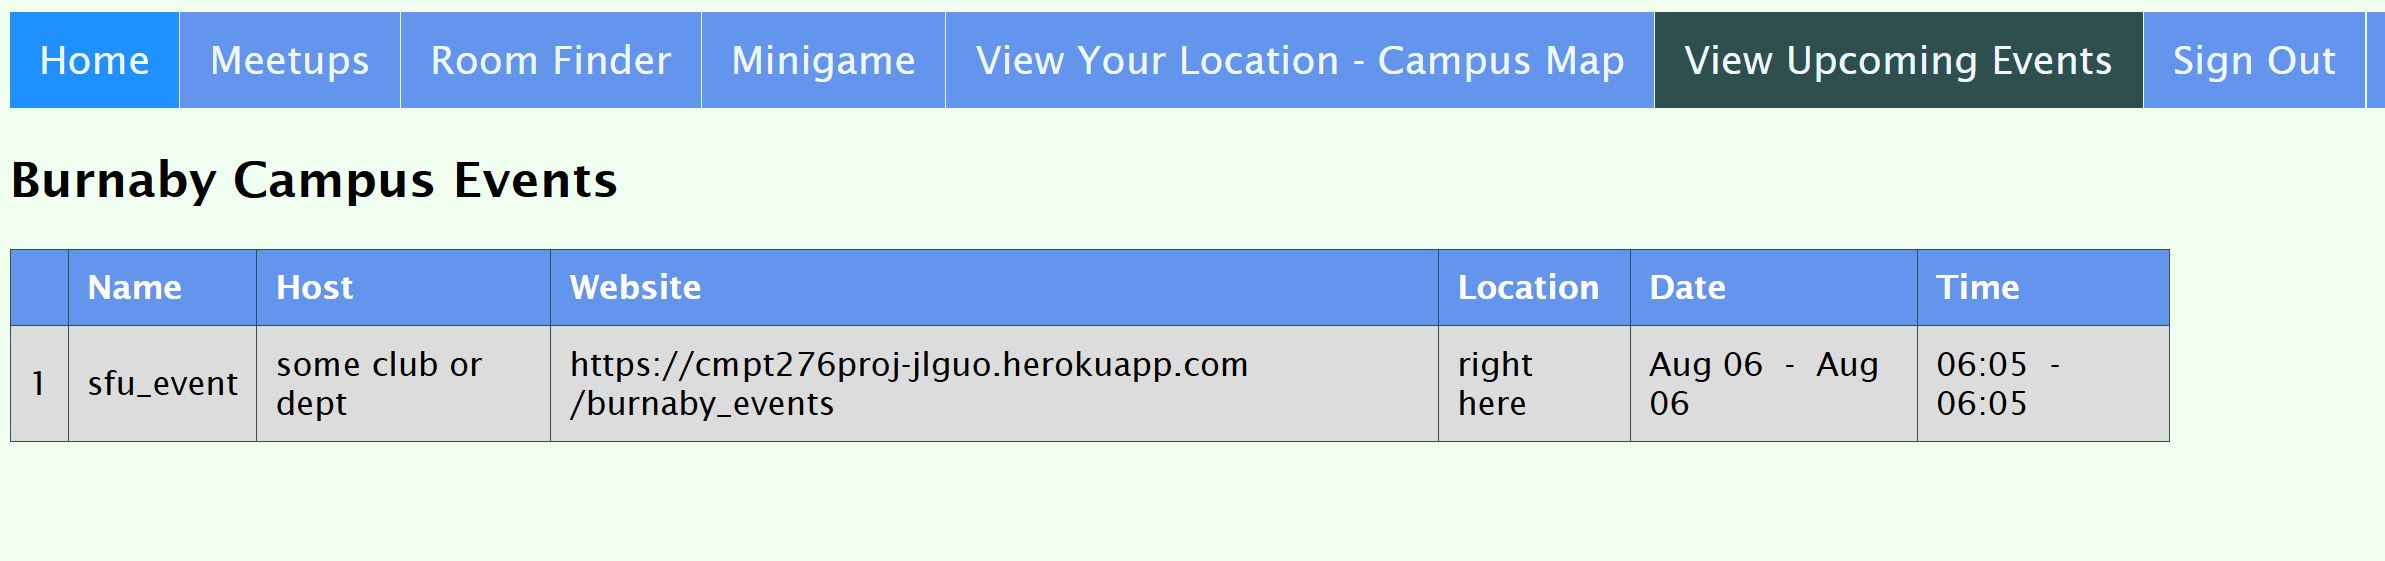 Home Meetups Room Finder Minigame View Your Location - Campus Map View Upcoming Events Sign Out
Burnaby Campus Events
Name Host Website Location Date Time
1 sfu_event some club or dept https://cmpt276proj-jlguo.herokuapp.com/burnaby_events right here Aug 06 - Aug 06 06:05 - 06:05